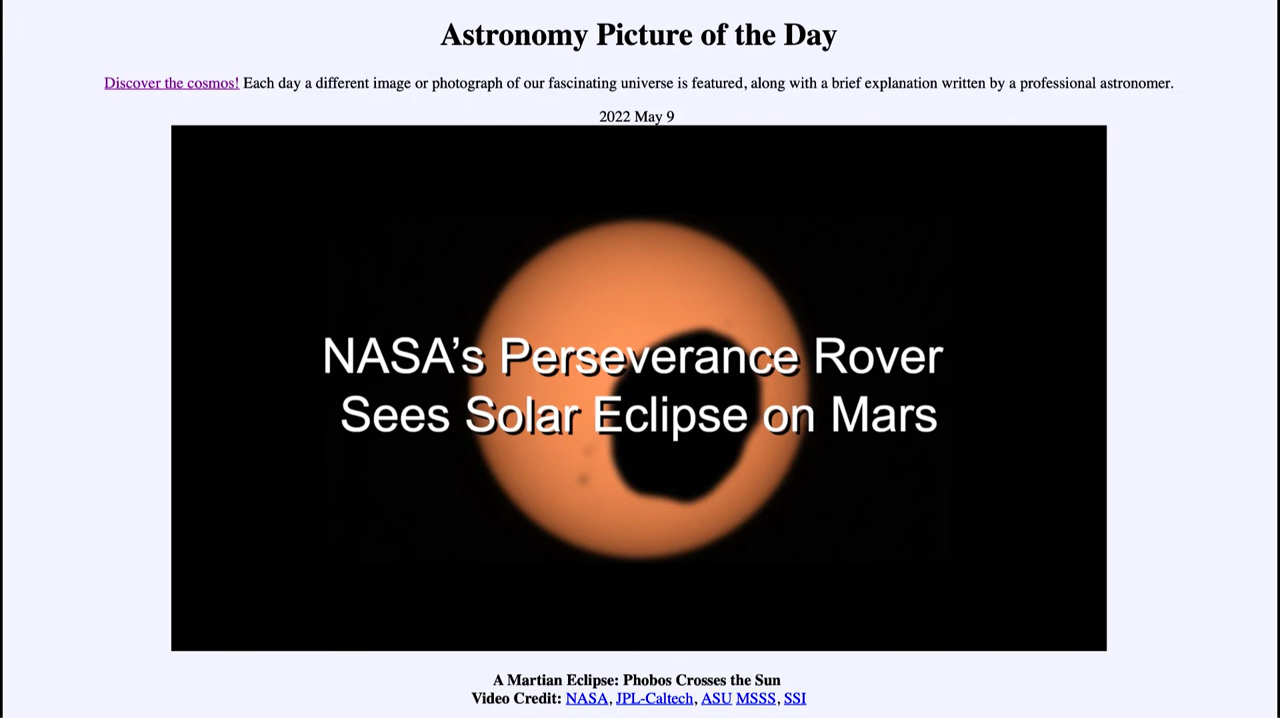 Astronomy Picture of the Day
Discover the cosmos! Each day a different image or photograph of our fascinating universe is featured, along with a brief explanation written by a professional astronomer.
2022 May 9
NASA's Perseverance Rover
Sees Solar Eclipse on Mars
A Martian Eclipse: Phobos Crosses the Sun
Video Credit: NASA, JPL-Caltech, ASU MSSS, SSI